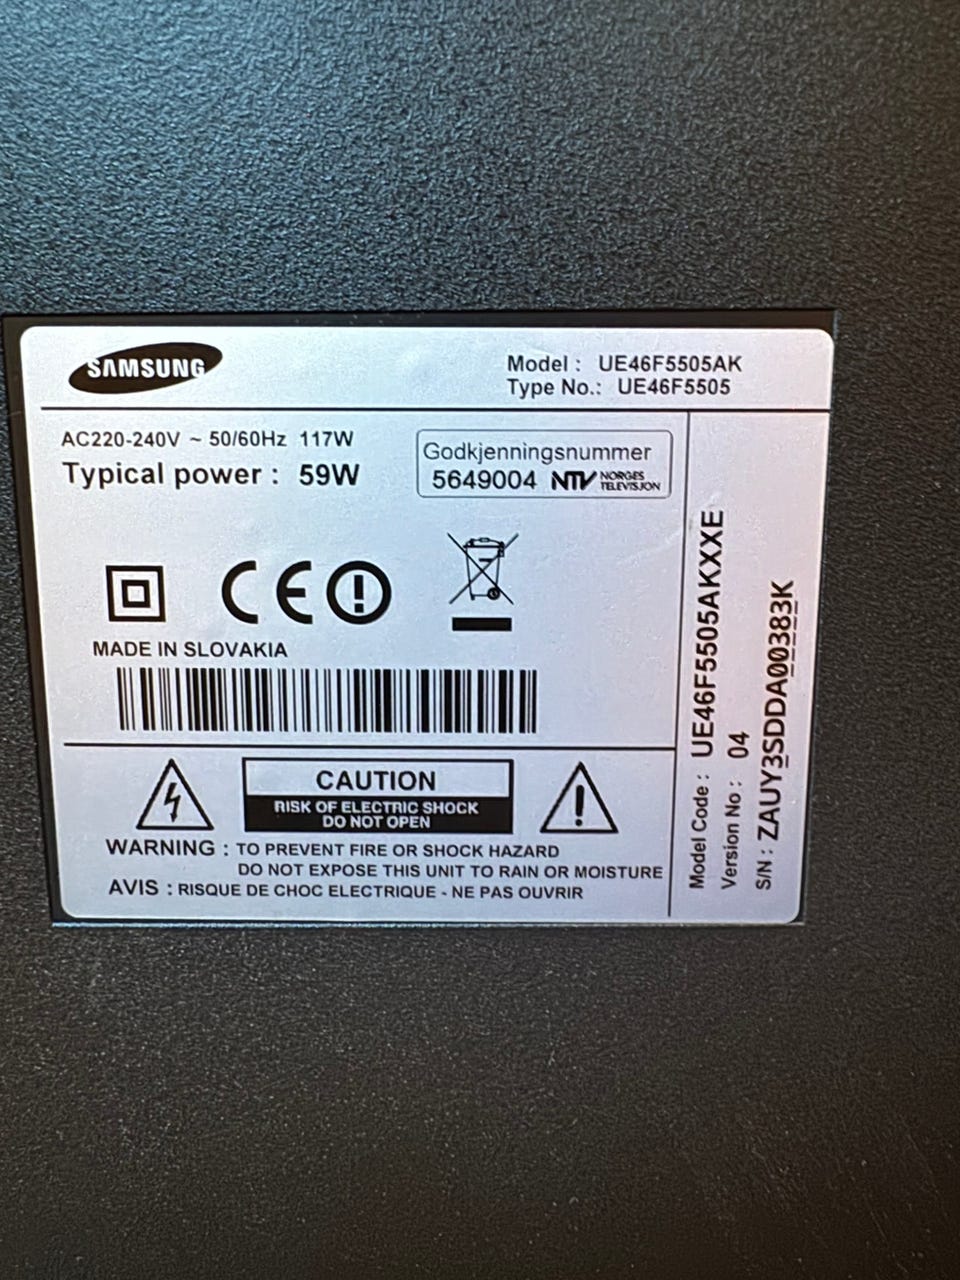 SAMSUNG
Model : UE46F5505AK
Type No.: UE46F5505
AC220-240V ~ 50/60Hz 117W
Typical power : 59W
Godkjenningsnummer
5649004 NTV NORGES TELEVISJON
CE
MADE IN SLOVAKIA
CAUTION
RISK OF ELECTRIC SHOCK
DO NOT OPEN
WARNING : TO PREVENT FIRE OR SHOCK HAZARD
DO NOT EXPOSE THIS UNIT TO RAIN OR MOISTURE
AVIS : RISQUE DE CHOC ELECTRIQUE - NE PAS OUVRIR
Model Code : UE46F5505AKXXE
Version No : 04
S/N : ZAUY3SDDA00383K